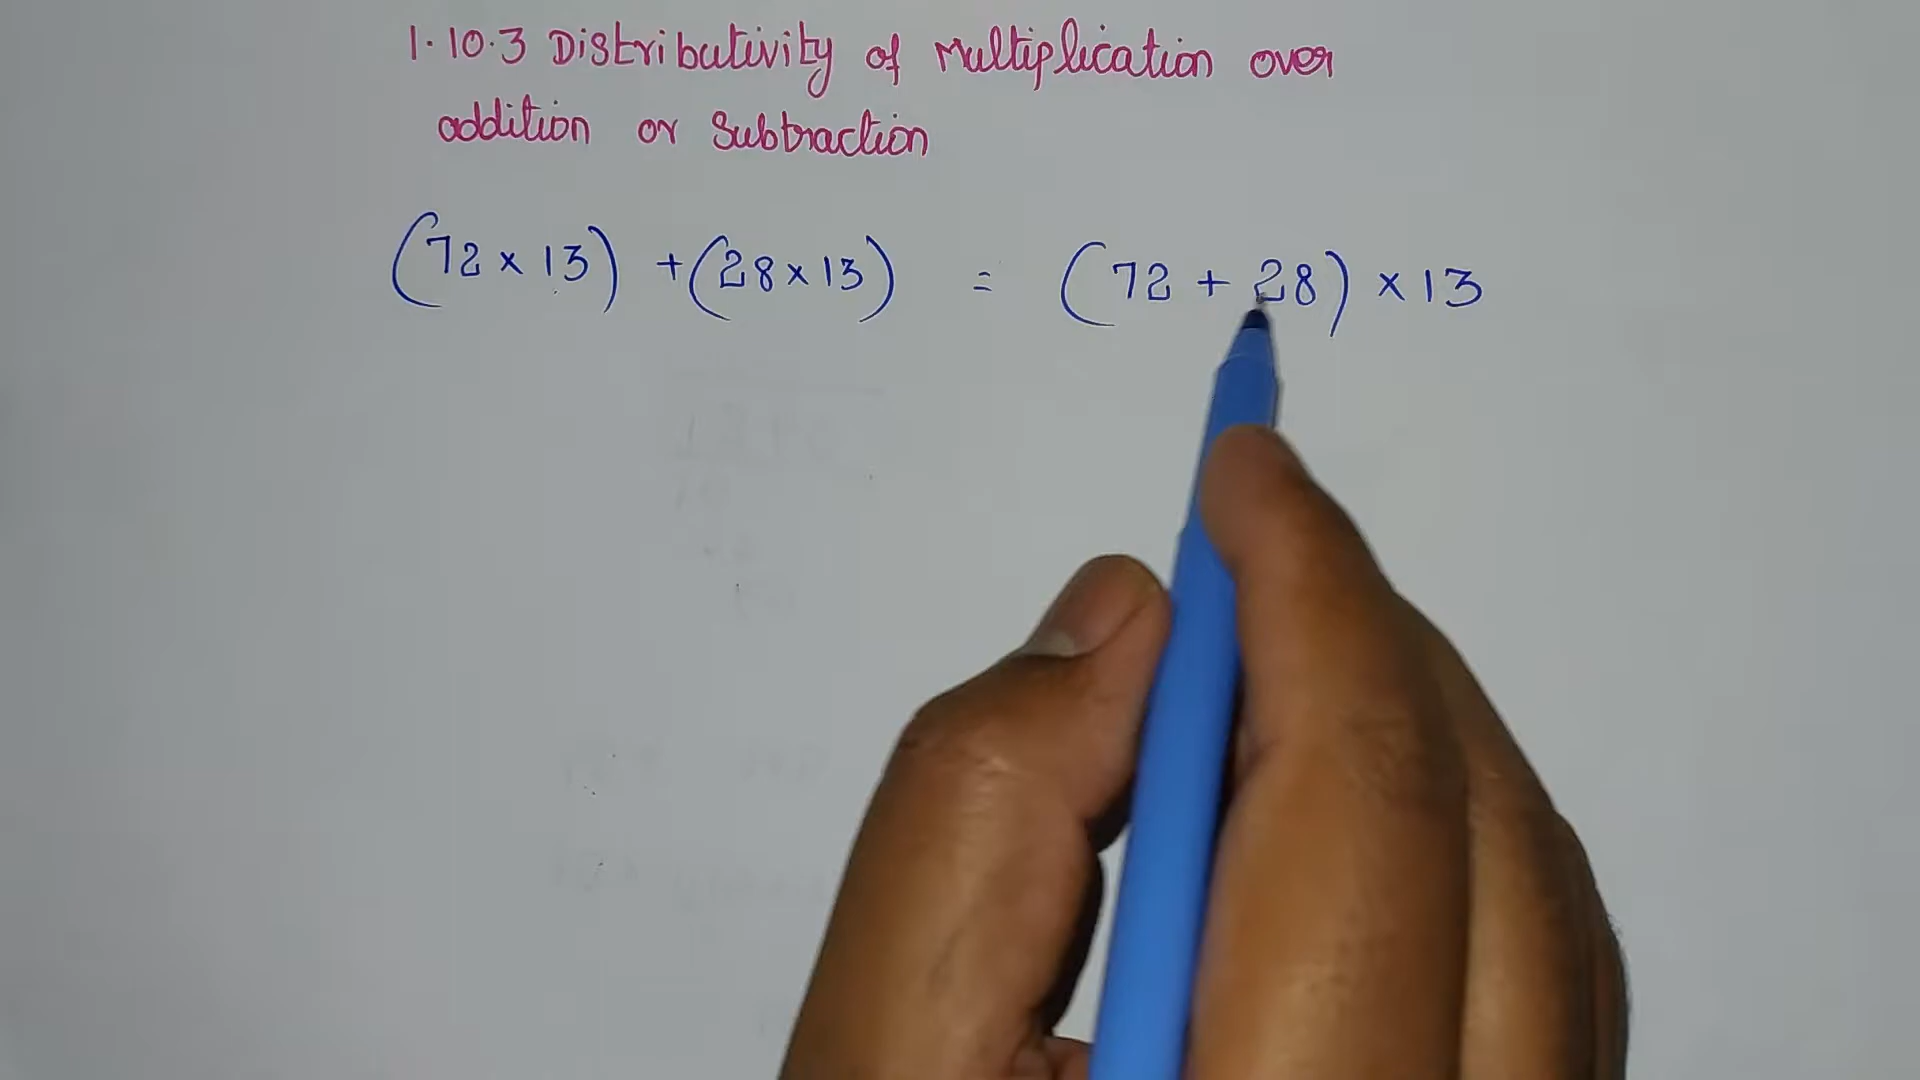 1.10.3 Distributivity of Multiplication over
addition or Subtraction
(72 × 13) + (28 × 13) = (72 + 28) × 13